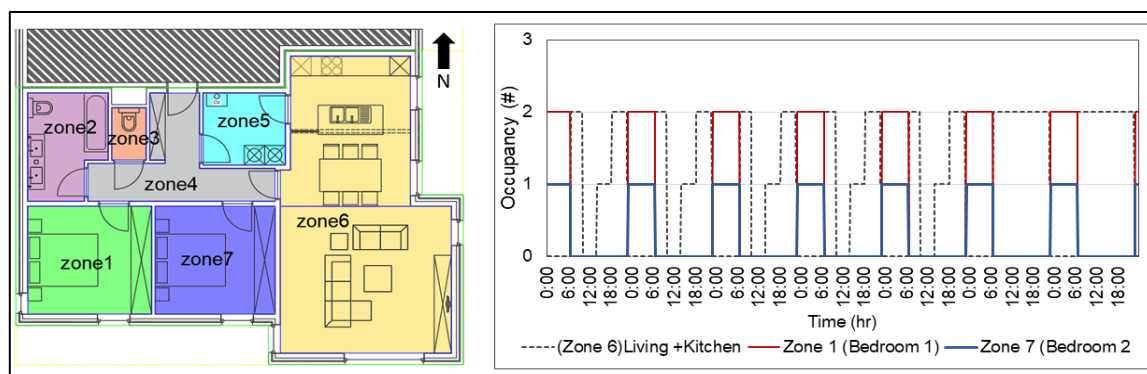 N
CV
zone2
zone3
zone5
zone4
zone6
zone1
zone7
Occupancy (#)
3
2
1
0
0:00 6:00 12:00 18:00 0:00 6:00 12:00 18:00 0:00 6:00 12:00 18:00 0:00 6:00 12:00 18:00 0:00 6:00 12:00 18:00 0:00 6:00 12:00 18:00 0:00 6:00 12:00 18:00
Time (hr)
(Zone 6)Living +Kitchen Zone 1 (Bedroom 1) Zone 7 (Bedroom 2